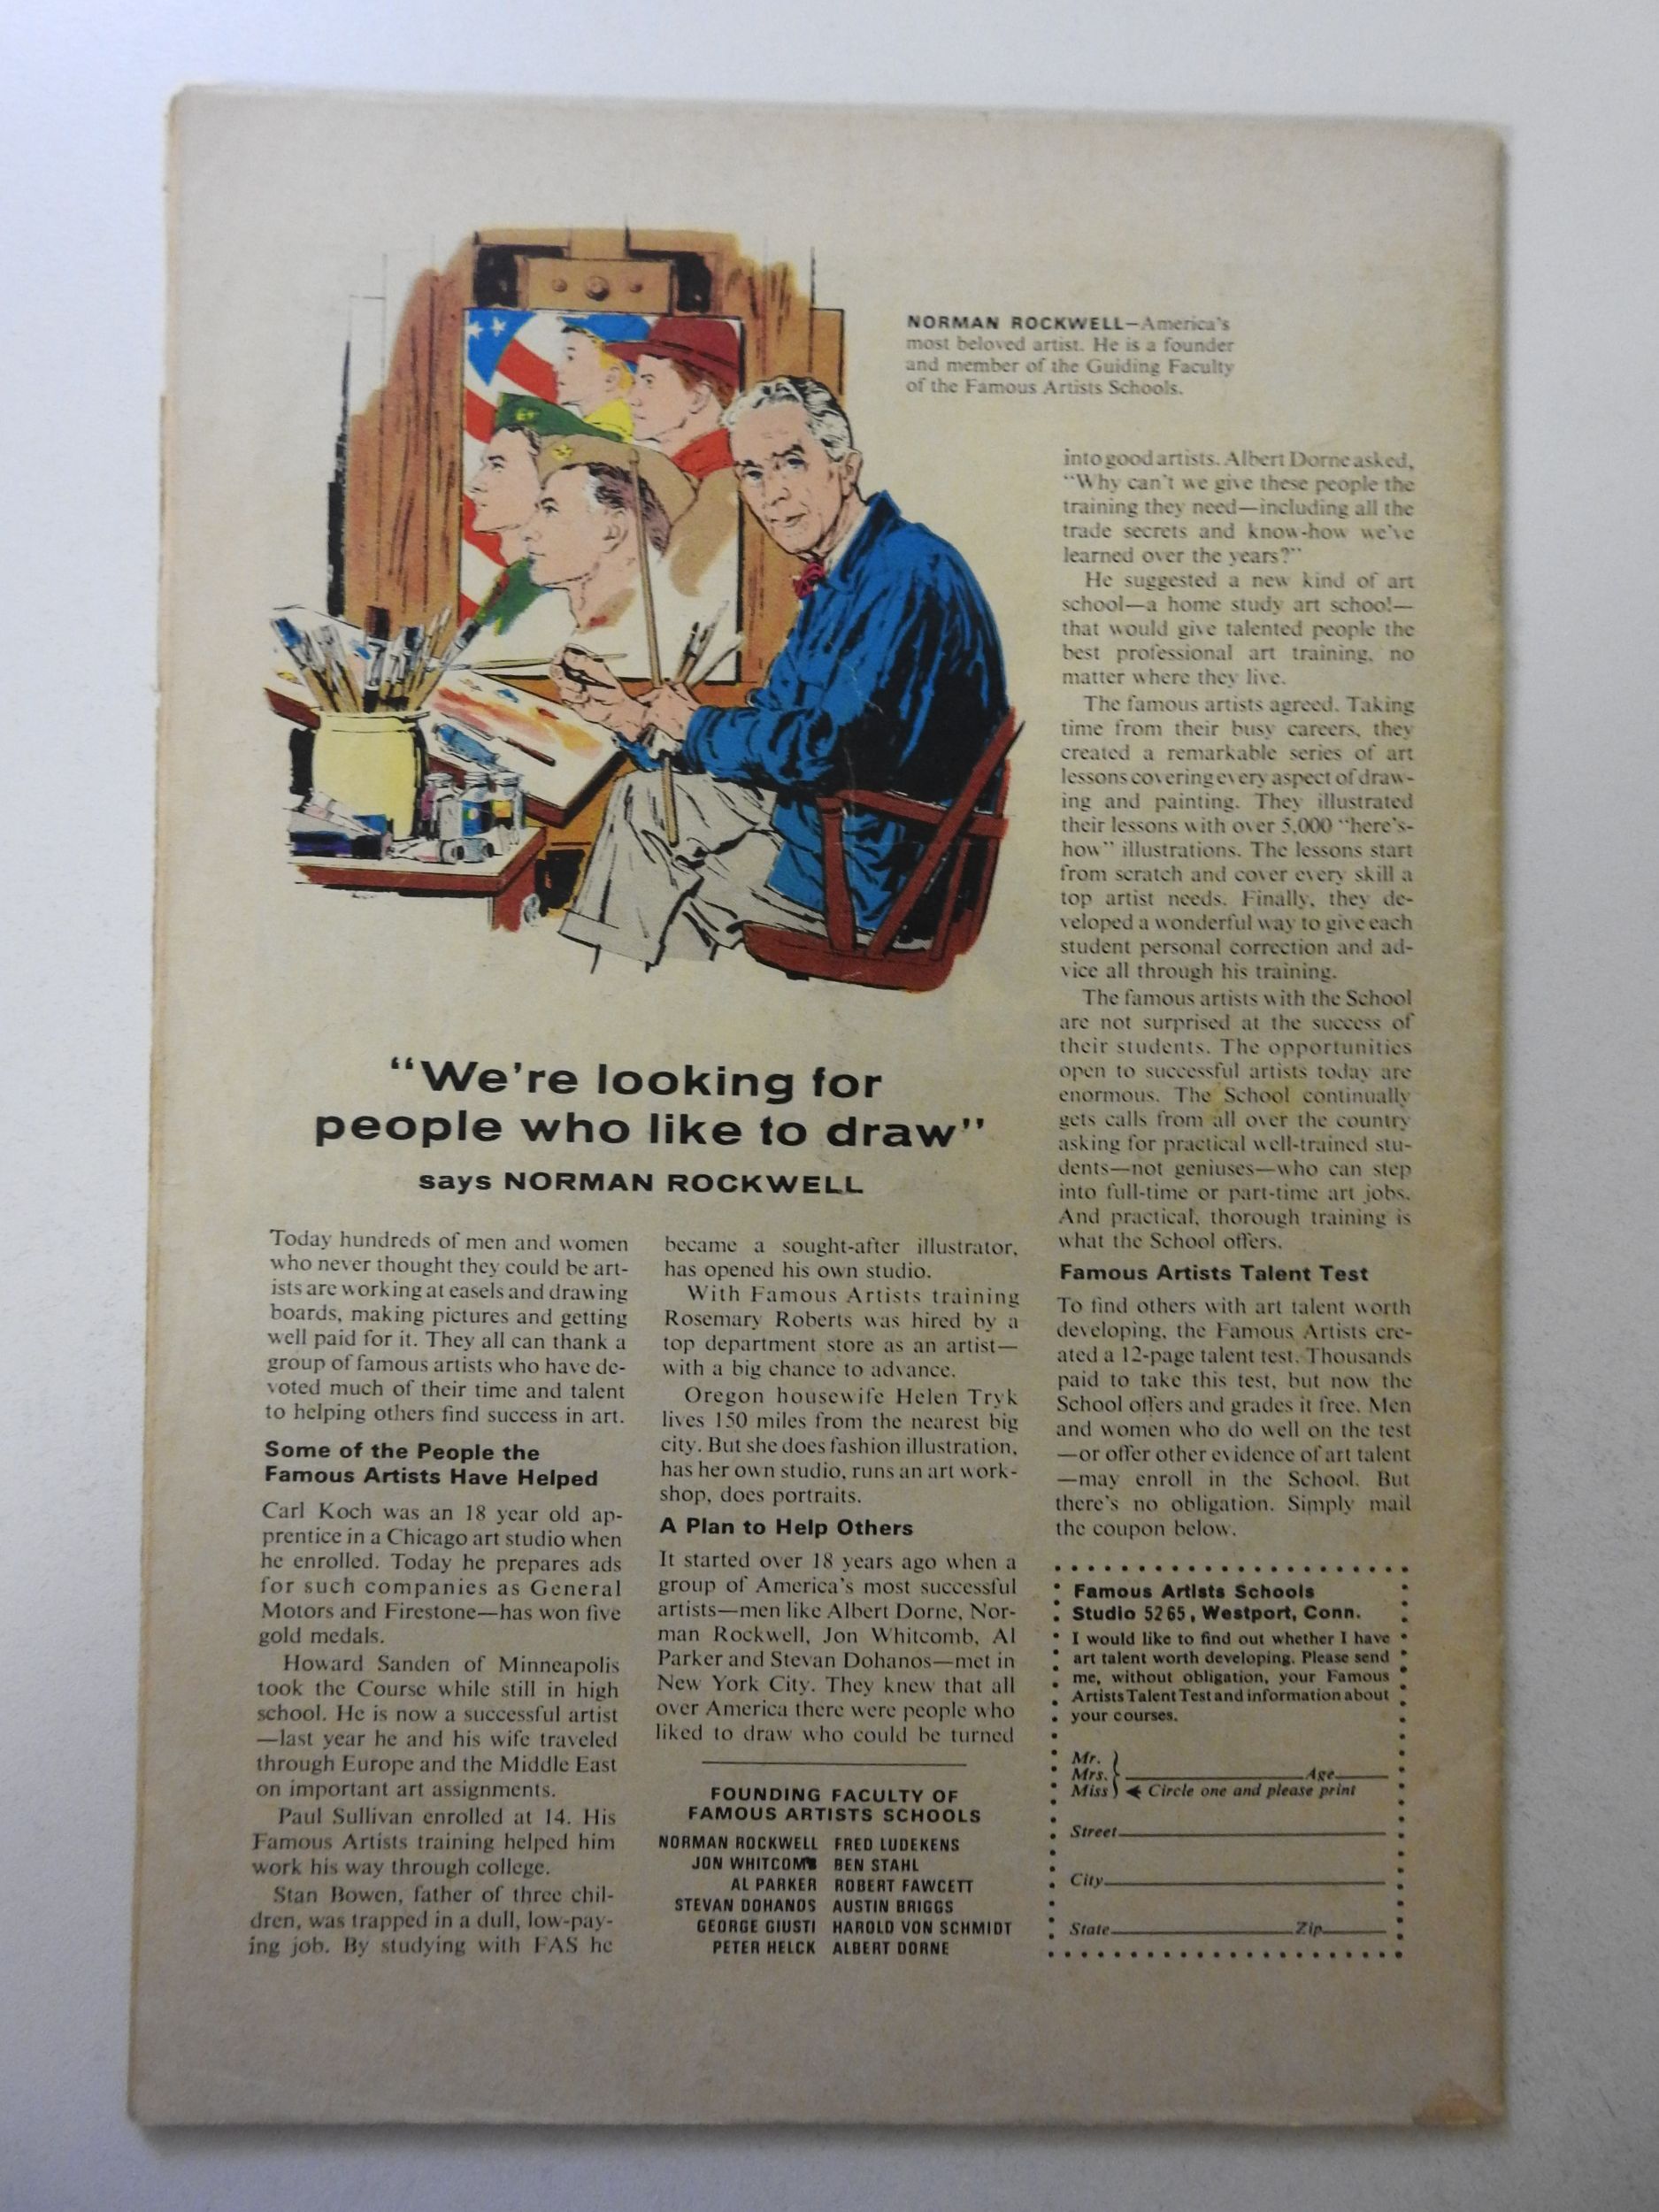 NORMAN ROCKWELL—America's
most beloved artist. He is a founder
and member of the Guiding Faculty
of the Famous Artists Schools.
"We're looking for
people who like to draw"
says NORMAN ROCKWELL
Today hundreds of men and women
who never thought they could be art-
ists are working at easels and drawing
boards, making pictures and getting
well paid for it. They all can thank a
group of famous artists who have de-
voted much of their time and talent
to helping others find success in art.
Some of the People the
Famous Artists Have Helped
Carl Koch was an 18 year old ap-
prentice in a Chicago art studio when
he enrolled. Today he prepares ads
for such companies as General
Motors and Firestone—has won five
gold medals.
Howard Sanden of Minneapolis
took the Course while still in high
school. He is now a successful artist
—last year he and his wife traveled
through Europe and the Middle East
on important art assignments.
Paul Sullivan enrolled at 14. His
Famous Artists training helped him
work his way through college.
Stan Bowen, father of three chil-
dren, was trapped in a dull, low-pay-
ing job. By studying with FAS he
became a sought-after illustrator,
has opened his own studio.
With Famous Artists training
Rosemary Roberts was hired by a
top department store as an artist—
with a big chance to advance.
Oregon housewife Helen Tryk
lives 150 miles from the nearest big
city. But she does fashion illustration,
has her own studio, runs an art work-
shop, does portraits.
A Plan to Help Others
It started over 18 years ago when a
group of America's most successful
artists—men like Albert Dorne, Nor-
man Rockwell, Jon Whitcomb, Al
Parker and Stevan Dohanos—met in
New York City. They knew that all
over America there were people who
liked to draw who could be turned
into good artists. Albert Dorne asked,
"Why can't we give these people the
training they need—including all the
trade secrets and know-how we've
learned over the years?"
He suggested a new kind of art
school—a home study art school—
that would give talented people the
best professional art training, no
matter where they live.
The famous artists agreed. Taking
time from their busy careers, they
created a remarkable series of art
lessons covering every aspect of draw-
ing and painting. They illustrated
their lessons with over 5,000 "here's-
how" illustrations. The lessons start
from scratch and cover every skill a
top artist needs. Finally, they de-
veloped a wonderful way to give each
student personal correction and ad-
vice all through his training.
The famous artists with the School
are not surprised at the success of
their students. The opportunities
open to successful artists today are
enormous. The School continually
gets calls from all over the country
asking for practical well-trained stu-
dents—not geniuses—who can step
into full-time or part-time art jobs.
And practical, thorough training is
what the School offers.
Famous Artists Talent Test
To find others with art talent worth
developing, the Famous Artists cre-
ated a 12-page talent test. Thousands
paid to take this test, but now the
School offers and grades it free. Men
and women who do well on the test
—or offer other evidence of art talent
—may enroll in the School. But
there's no obligation. Simply mail
the coupon below.
FOUNDING FACULTY OF
FAMOUS ARTISTS SCHOOLS
NORMAN ROCKWELL FRED LUDEKENS
JON WHITCOMB BEN STAHL
AL PARKER ROBERT FAWCETT
STEVAN DOHANOS AUSTIN BRIGGS
GEORGE GIUSTI HAROLD VON SCHMIDT
PETER HELCK ALBERT DORNE
Famous Artists Schools
Studio 5265, Westport, Conn.
I would like to find out whether I have
art talent worth developing. Please send
me, without obligation, your Famous
Artists Talent Test and information about
your courses.
Mr.
Mrs. Age
Miss Circle one and please print
Street
City
State Zip